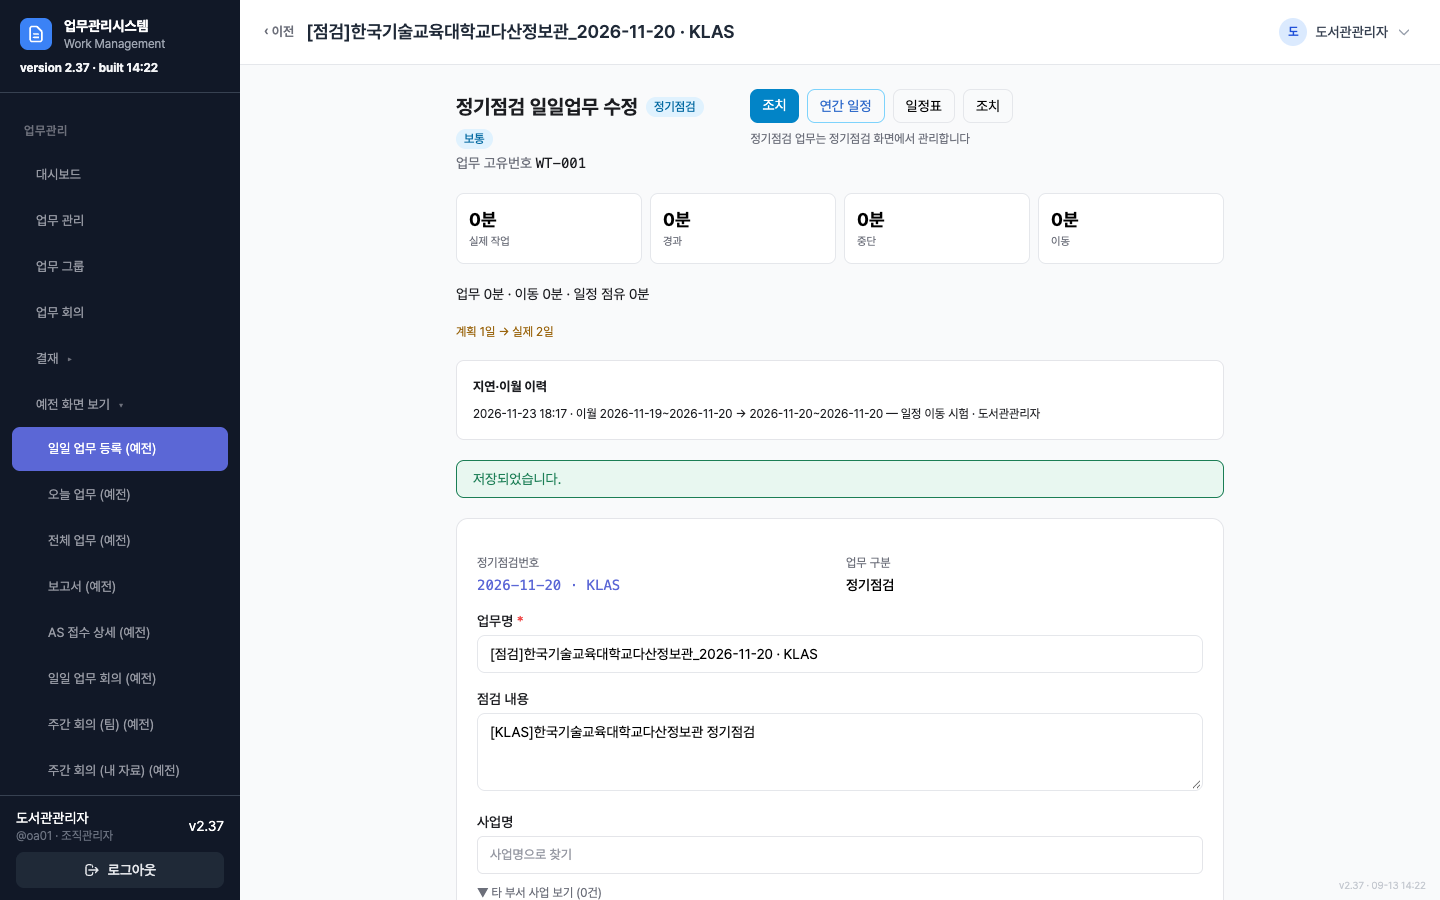 업무관리시스템
Work Management
version 2.37 · built 14:22
업무관리
대시보드
업무 관리
업무 그룹
업무 회의
결재 ▸
예전 화면 보기 ▾
일일 업무 등록 (예전)
오늘 업무 (예전)
전체 업무 (예전)
보고서 (예전)
AS 접수 상세 (예전)
일일 업무 회의 (예전)
주간 회의 (팀) (예전)
주간 회의 (내 자료) (예전)
도서관관리자
@oa01 · 조직관리자
v2.37
로그아웃
‹ 이전 [점검]한국기술교육대학교다산정보관_2026-11-20 · KLAS
도 도서관관리자
정기점검 일일업무 수정 정기점검
보통
업무 고유번호 WT-001
조치 연간 일정 일정표 조치
정기점검 업무는 정기점검 화면에서 관리합니다
0분
실제 작업
0분
경과
0분
중단
0분
이동
업무 0분 · 이동 0분 · 일정 점유 0분
계획 1일 → 실제 2일
지연·이월 이력
2026-11-23 18:17 · 이월 2026-11-19~2026-11-20 → 2026-11-20~2026-11-20 — 일정 이동 시험 · 도서관관리자
저장되었습니다.
정기점검번호
2026-11-20 · KLAS
업무 구분
정기점검
업무명 *
[점검]한국기술교육대학교다산정보관_2026-11-20 · KLAS
점검 내용
[KLAS]한국기술교육대학교다산정보관 정기점검
사업명
사업명으로 찾기
▼ 타 부서 사업 보기 (0건)
v2.37 · 09-13 14:22